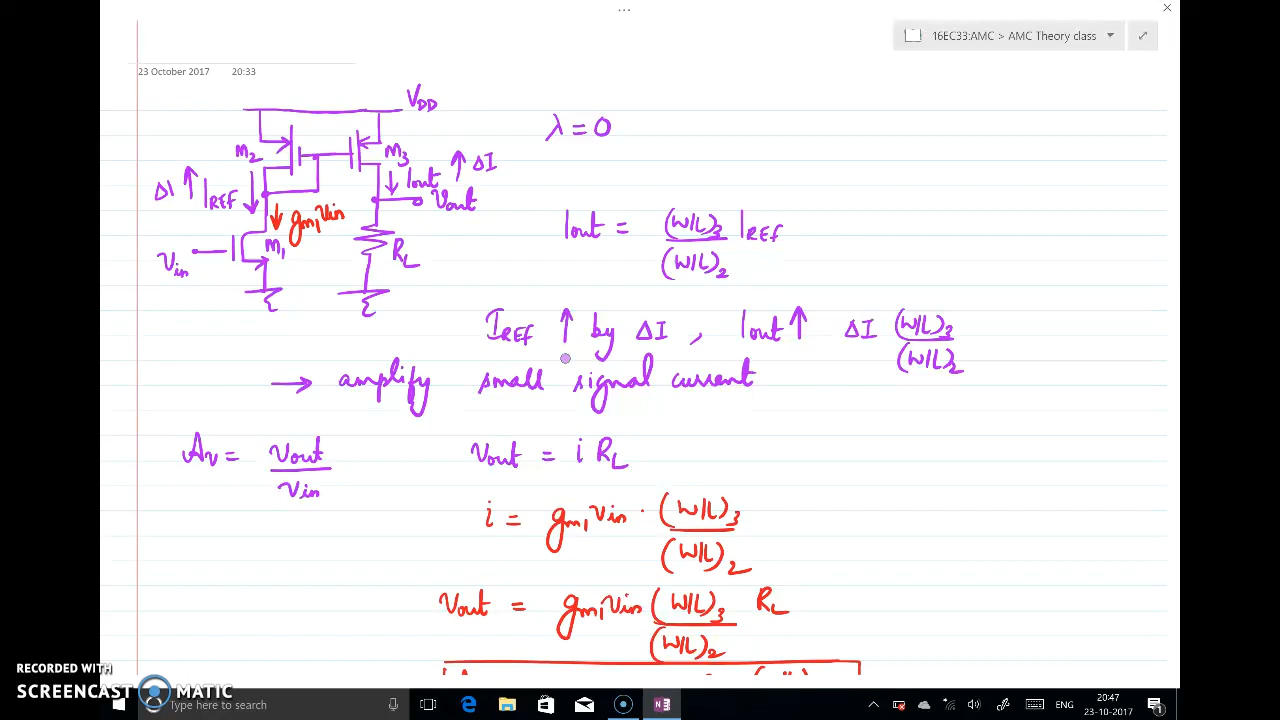 16EC33:AMC > AMC Theory class
23 October 2017 20:33
VDD
λ = 0
M2 M3
ΔI ↑ IREF Iout ↑ ΔI
Vout
gm1vin
Vin M1 RL
Iout = (W/L)3 / (W/L)2 IREF
IREF ↑ by ΔI , Iout ↑ ΔI (W/L)3 / (W/L)2
→ amplify small signal current
Av = vout / vin vout = i RL
i = gm1vin · (W/L)3 / (W/L)2
vout = gm1vin (W/L)3 / (W/L)2 RL
RECORDED WITH
SCREENCAST MATIC
Type here to search
ENG
20:47
23-10-2017
1